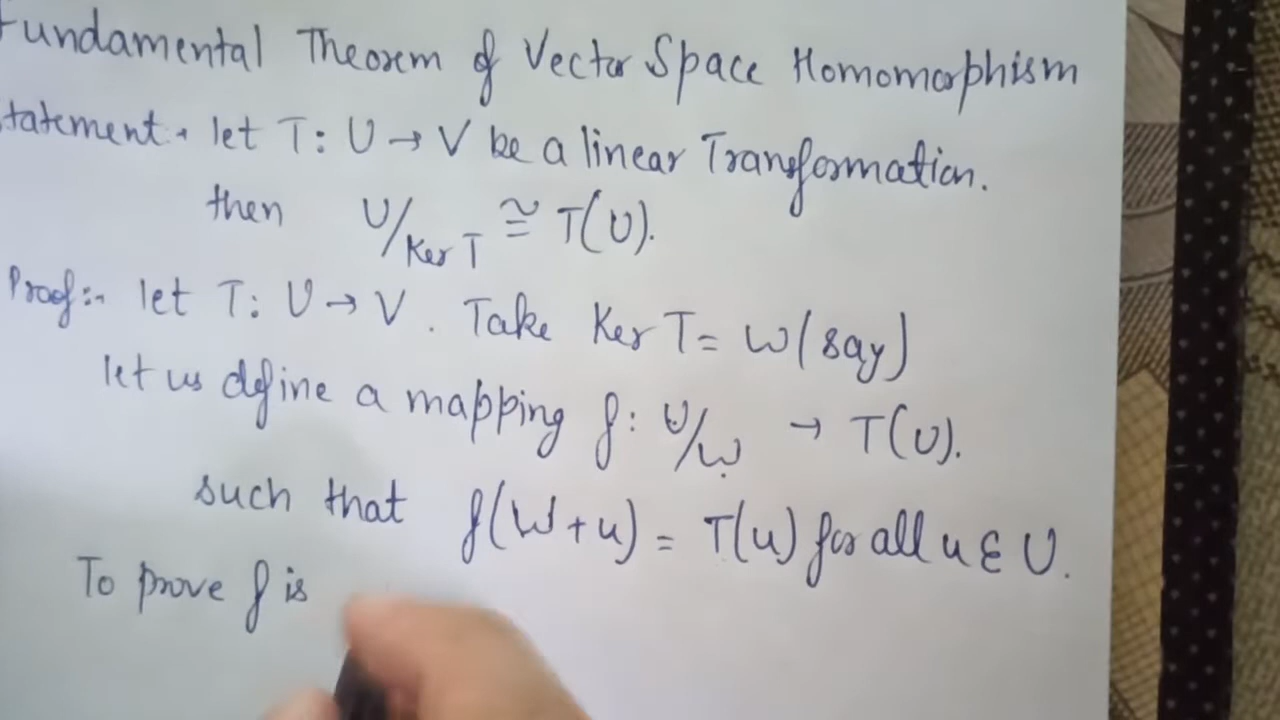 Fundamental Theorem of Vector Space Homomorphism
Statement. let T: U → V be a linear Transformation.
then U/Ker T ≅ T(U).
Proof:- let T: U → V. Take Ker T = W (say)
let us define a mapping f: U/W → T(U).
such that f(W+u) = T(u) for all u ε U.
To prove f is